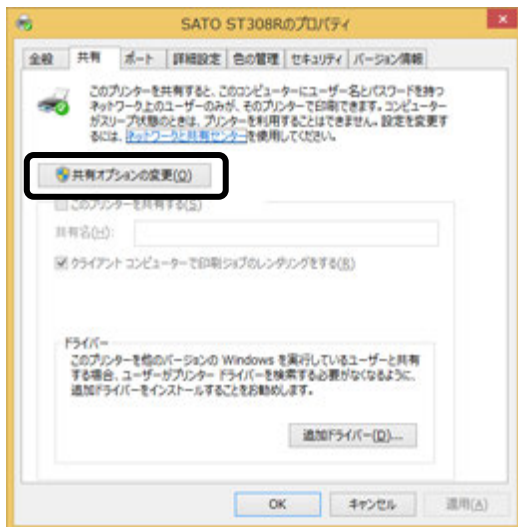 SATO ST308Rのプロパティ
全般 共有 ポート 詳細設定 色の管理 セキュリティ バージョン情報
このプリンターを共有すると、このコンピューターにユーザー名とパスワードを持つ
ネットワーク上のユーザーのみが、そのプリンターで印刷できます。コンピューター
がスリープ状態のときは、プリンターを利用することはできません。設定を変更す
るには、ネットワークと共有センターを使用してください。
共有オプションの変更(O)
このプリンターを共有する(S)
共有名(H):
クライアント コンピューターで印刷ジョブのレンダリングをする(R)
ドライバー
このプリンターを他のバージョンの Windows を実行しているユーザーと共有
する場合、ユーザーがプリンター ドライバーを検索する必要がなくなるように、
追加ドライバーをインストールすることをお勧めします。
追加ドライバー(D)...
OK キャンセル 適用(A)